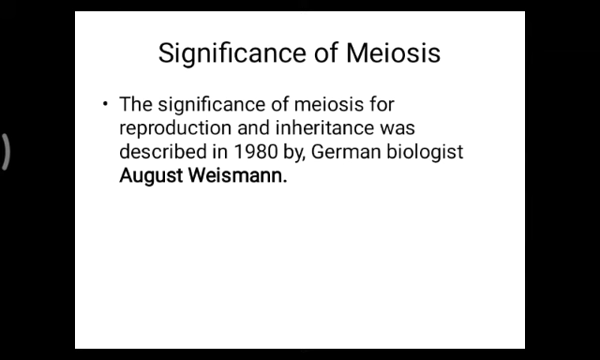 Significance of Meiosis
• The significance of meiosis for
reproduction and inheritance was
described in 1980 by, German biologist
August Weismann.